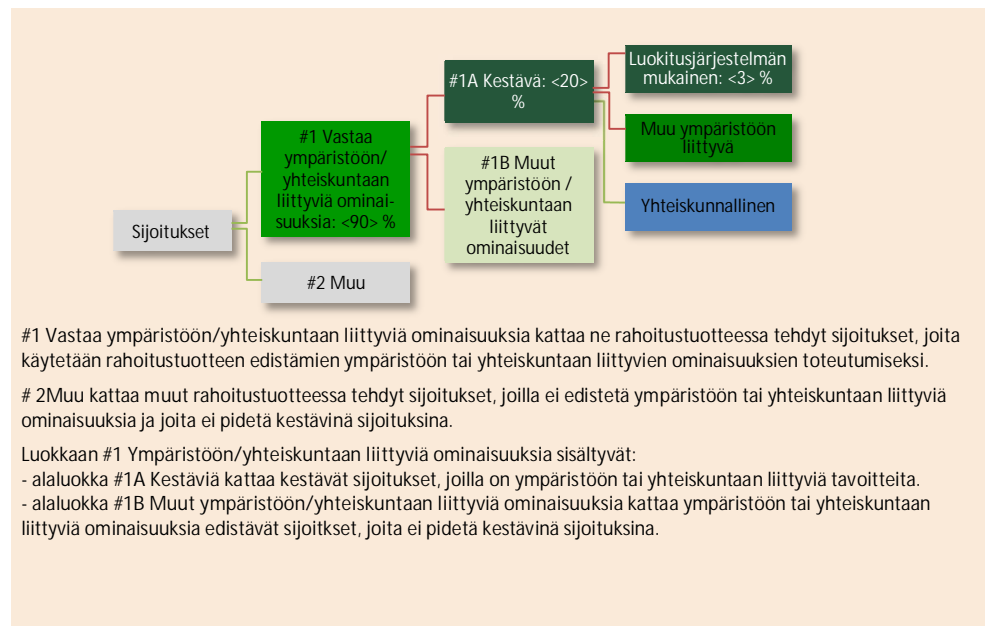 Sijoitukset
#1 Vastaa
ympäristöön/
yhteiskuntaan
liittyviä ominai-
suuksia: <90> %
#2 Muu
#1A Kestävä: <20>
%
#1B Muut
ympäristöön /
yhteiskuntaan
liittyvät
ominaisuudet
Luokitusjärjestelmän
mukainen: <3> %
Muu ympäristöön
liittyvä
Yhteiskunnallinen
#1 Vastaa ympäristöön/yhteiskuntaan liittyviä ominaisuuksia kattaa ne rahoitustuotteessa tehdyt sijoitukset, joita
käytetään rahoitustuotteen edistämien ympäristöön tai yhteiskuntaan liittyvien ominaisuuksien toteutumiseksi.
# 2Muu kattaa muut rahoitustuotteessa tehdyt sijoitukset, joilla ei edistetä ympäristöön tai yhteiskuntaan liittyviä
ominaisuuksia ja joita ei pidetä kestävinä sijoituksina.
Luokkaan #1 Ympäristöön/yhteiskuntaan liittyviä ominaisuuksia sisältyvät:
- alaluokka #1A Kestäviä kattaa kestävät sijoitukset, joilla on ympäristöön tai yhteiskuntaan liittyviä tavoitteita.
- alaluokka #1B Muut ympäristöön/yhteiskuntaan liittyviä ominaisuuksia kattaa ympäristöön tai yhteiskuntaan
liittyviä ominaisuuksia edistävät sijoitkset, joita ei pidetä kestävinä sijoituksina.